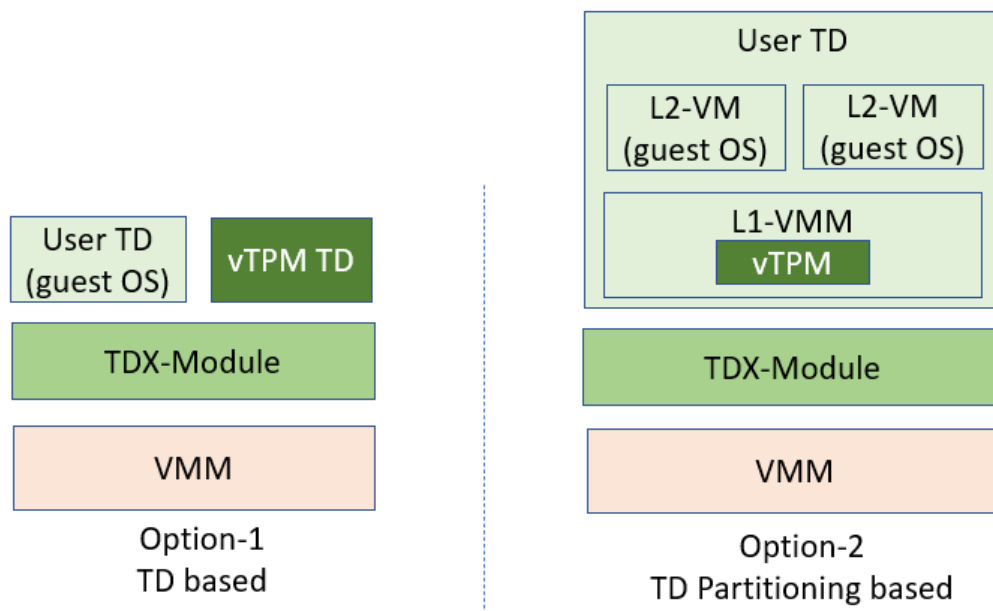 User TD
(guest OS)
vTPM TD
TDX-Module
VMM
Option-1
TD based
User TD
L2-VM
(guest OS)
L2-VM
(guest OS)
L1-VMM
vTPM
TDX-Module
VMM
Option-2
TD Partitioning based